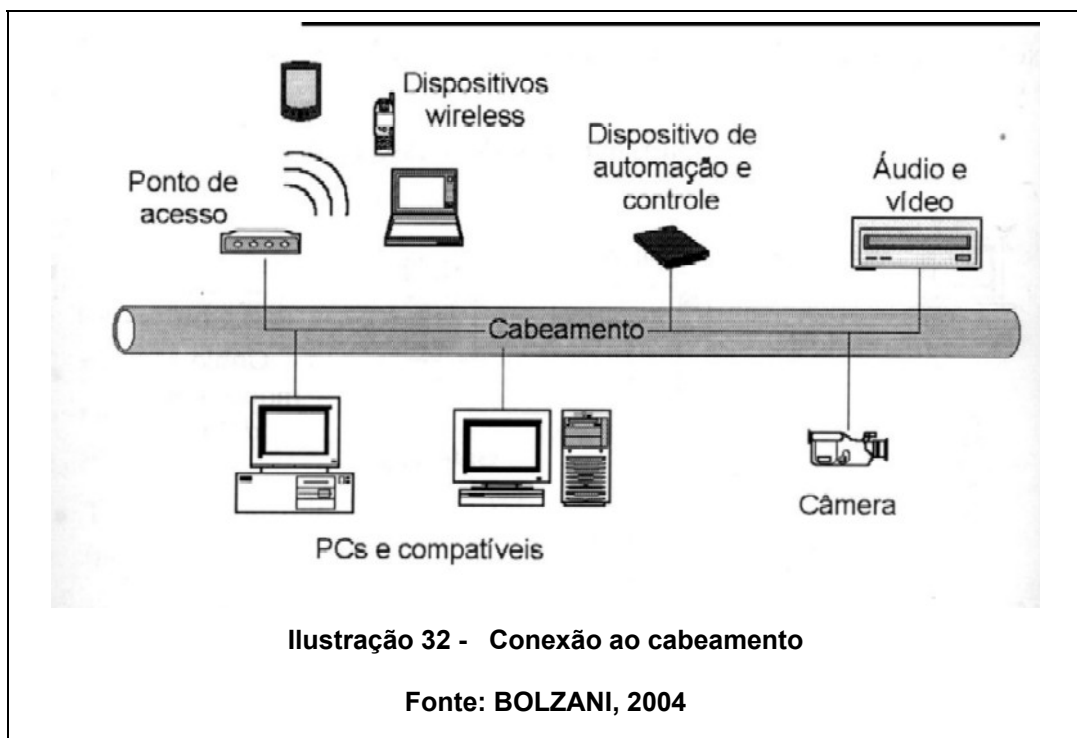 Dispositivos
wireless
Ponto de
acesso
Dispositivo de
automação e
controle
Áudio e
vídeo
Cabeamento
PCs e compatíveis
Câmera
Ilustração 32 - Conexão ao cabeamento
Fonte: BOLZANI, 2004